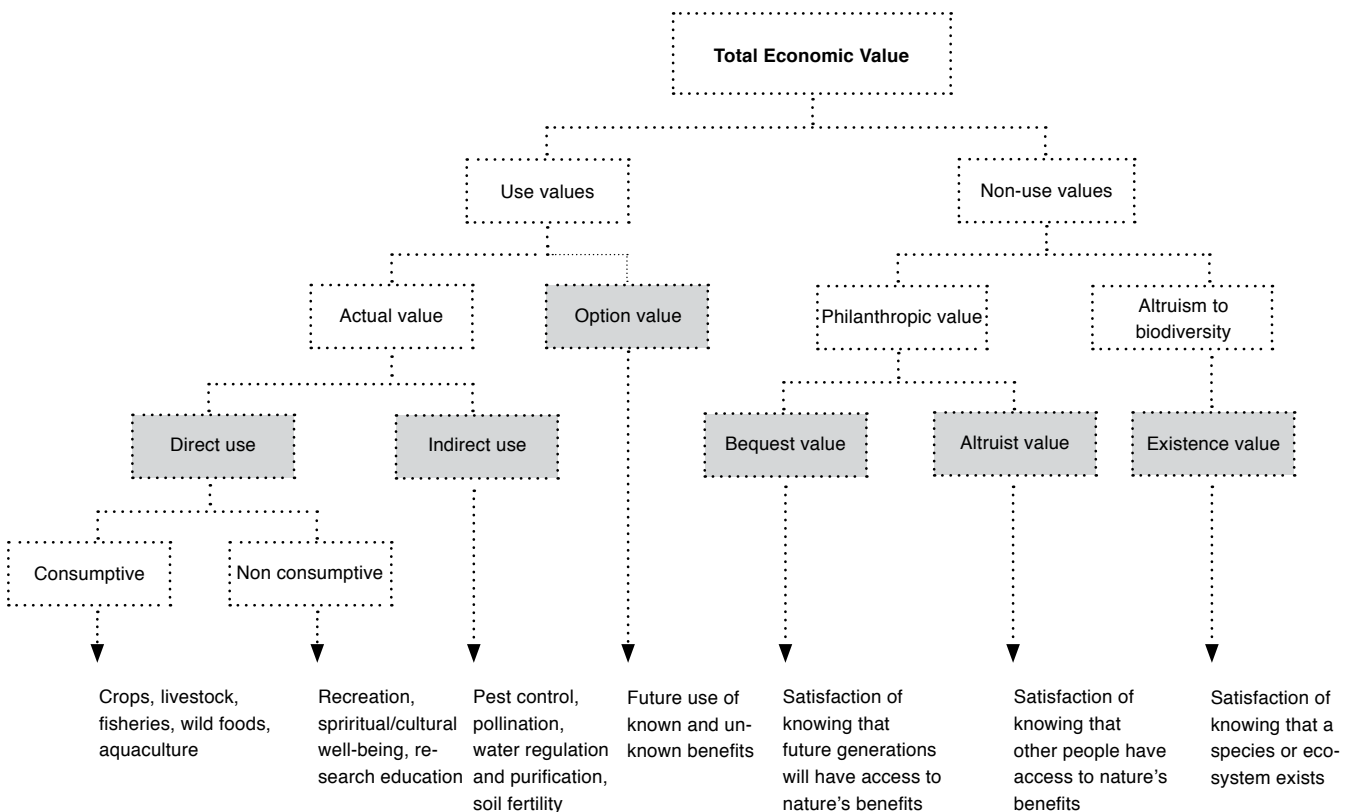 Total Economic Value
Use values
Non-use values
Actual value
Option value
Philanthropic value
Altruism to
biodiversity
Direct use
Indirect use
Bequest value
Altruist value
Existence value
Consumptive
Non consumptive
Crops, livestock,
fisheries, wild foods,
aquaculture
Recreation,
spriritual/cultural
well-being, re-
search education
Pest control,
pollination,
water regulation
and purification,
soil fertility
Future use of
known and un-
known benefits
Satisfaction of
knowing that
future generations
will have access to
nature's benefits
Satisfaction of
knowing that
other people have
access to nature's
benefits
Satisfaction of
knowing that a
species or eco-
system exists